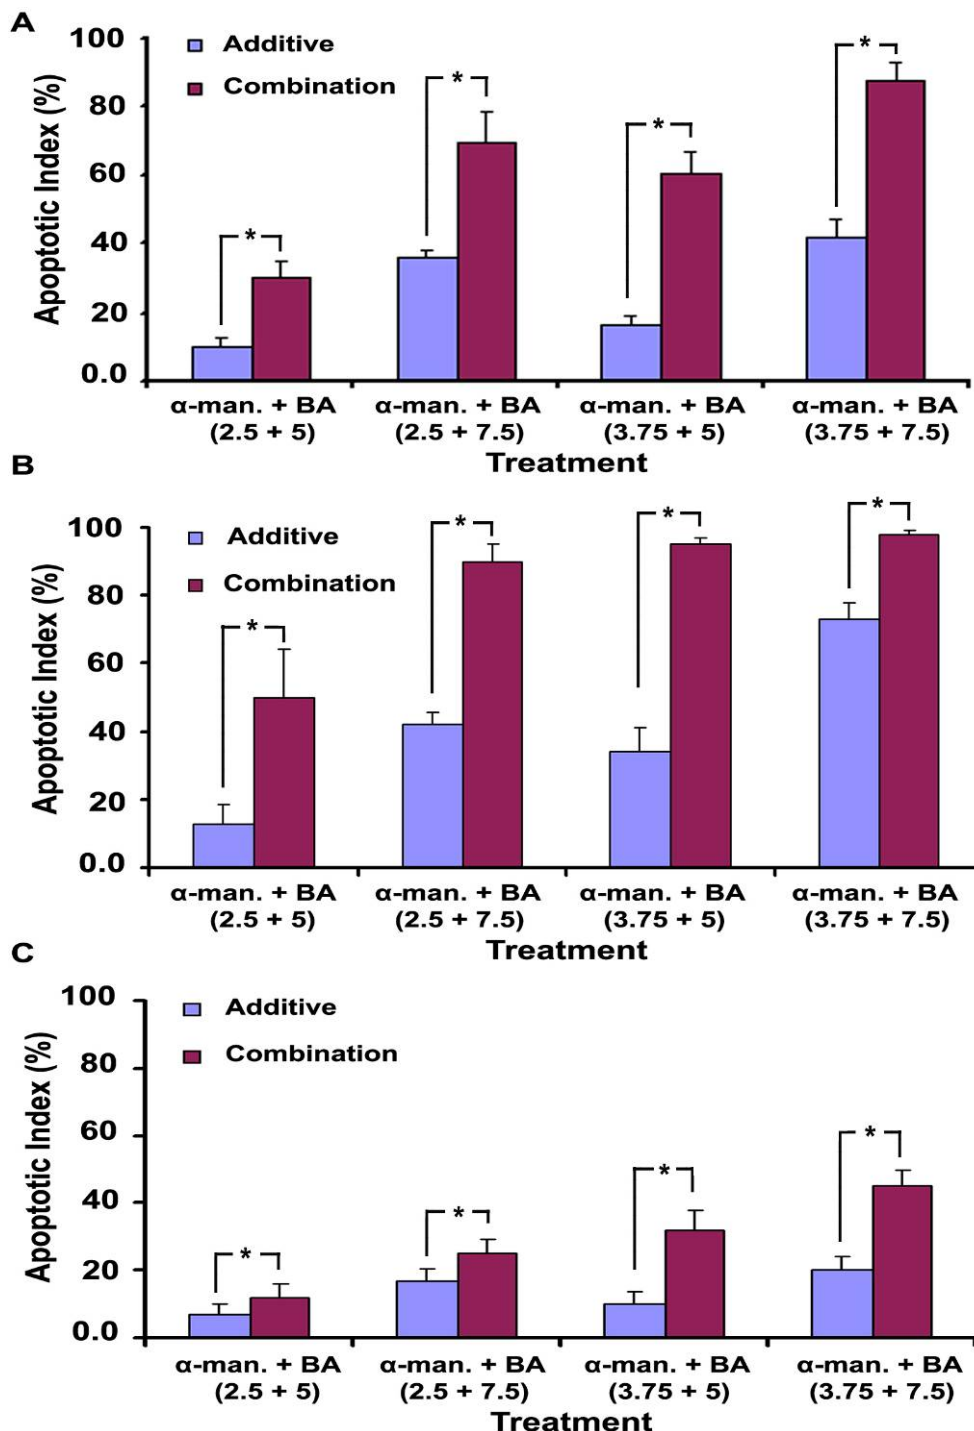 A
Apoptotic Index (%)
100
80
60
40
20
0.0
Additive
Combination
*
*
*
*
α-man. + BA α-man. + BA α-man. + BA α-man. + BA
(2.5 + 5) (2.5 + 7.5) (3.75 + 5) (3.75 + 7.5)
Treatment
B
Apoptotic Index (%)
100
80
60
40
20
0.0
Additive
Combination
*
*
*
*
α-man. + BA α-man. + BA α-man. + BA α-man. + BA
(2.5 + 5) (2.5 + 7.5) (3.75 + 5) (3.75 + 7.5)
Treatment
C
Apoptotic Index (%)
100
80
60
40
20
0.0
Additive
Combination
*
*
*
*
α-man. + BA α-man. + BA α-man. + BA α-man. + BA
(2.5 + 5) (2.5 + 7.5) (3.75 + 5) (3.75 + 7.5)
Treatment